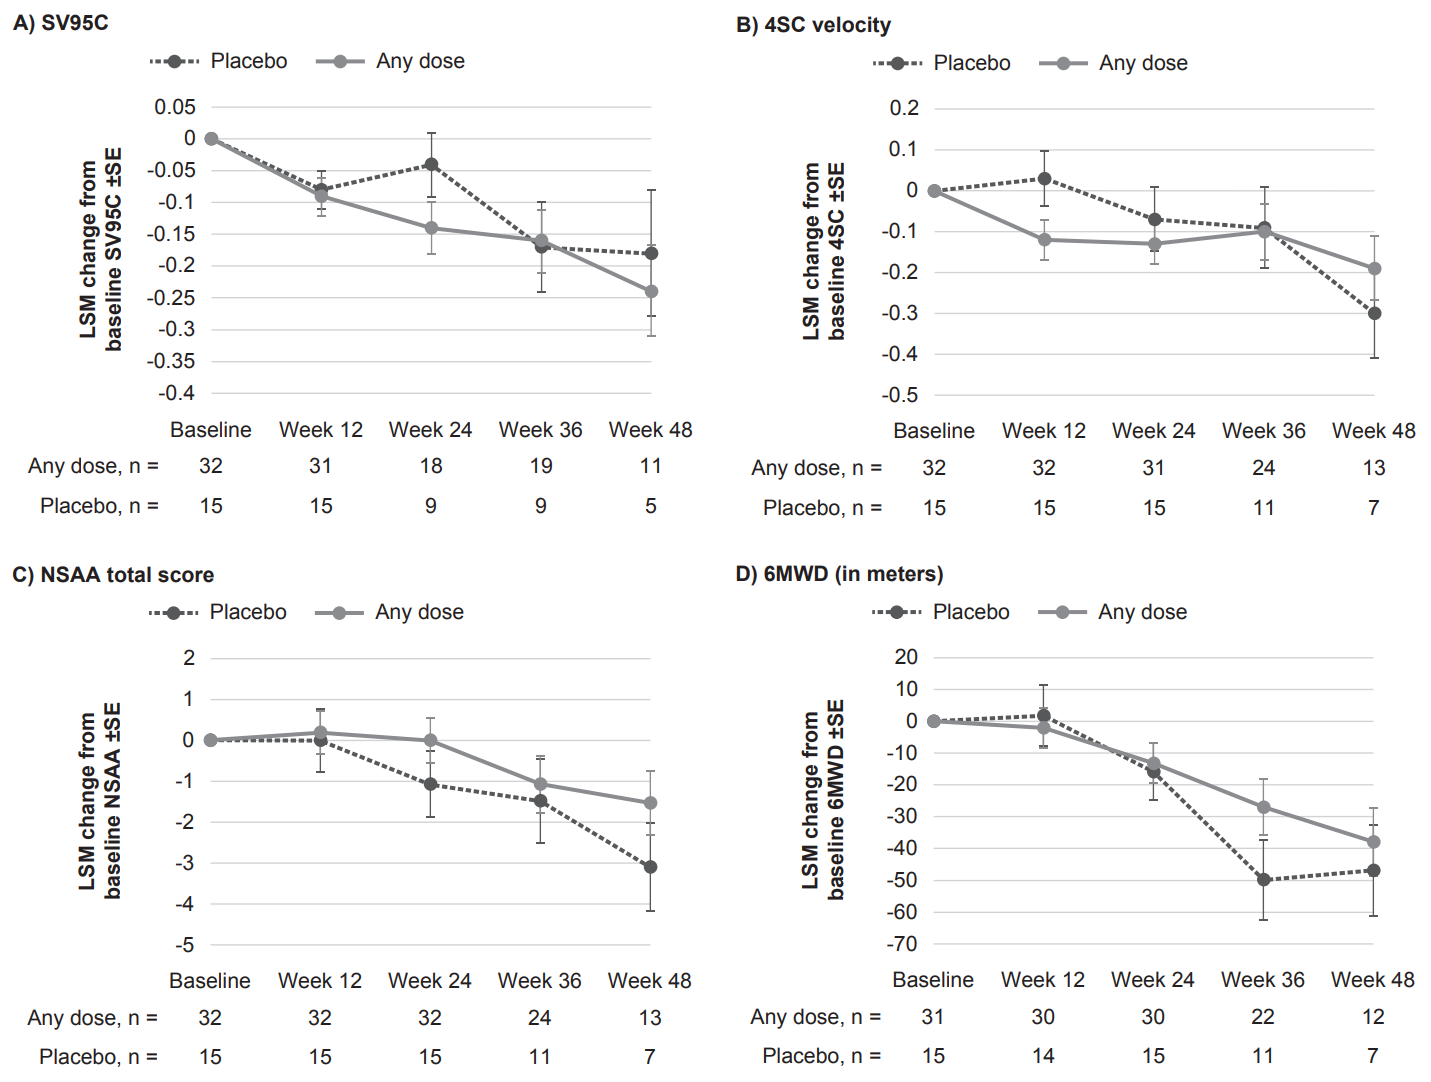 A) SV95C
Placebo Any dose
LSM change from
baseline SV95C ±SE
0.05
0
-0.05
-0.1
-0.15
-0.2
-0.25
-0.3
-0.35
-0.4
Baseline Week 12 Week 24 Week 36 Week 48
Any dose, n = 32 31 18 19 11
Placebo, n = 15 15 9 9 5
B) 4SC velocity
Placebo Any dose
LSM change from
baseline 4SC ±SE
0.2
0.1
0
-0.1
-0.2
-0.3
-0.4
-0.5
Baseline Week 12 Week 24 Week 36 Week 48
Any dose, n = 32 32 31 24 13
Placebo, n = 15 15 15 11 7
C) NSAA total score
Placebo Any dose
LSM change from
baseline NSAA ±SE
2
1
0
-1
-2
-3
-4
-5
Baseline Week 12 Week 24 Week 36 Week 48
Any dose, n = 32 32 32 24 13
Placebo, n = 15 15 15 11 7
D) 6MWD (in meters)
Placebo Any dose
LSM change from
baseline 6MWD ±SE
20
10
0
-10
-20
-30
-40
-50
-60
-70
Baseline Week 12 Week 24 Week 36 Week 48
Any dose, n = 31 30 30 22 12
Placebo, n = 15 14 15 11 7